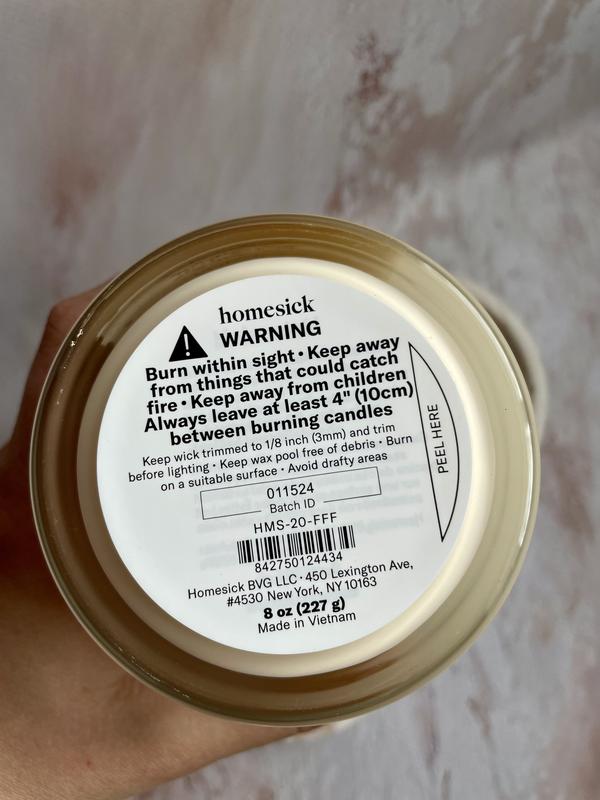 homesick
WARNING
Burn within sight • Keep away
from things that could catch
fire • Keep away from children
Always leave at least 4" (10cm)
between burning candles
Keep wick trimmed to 1/8 inch (3mm) and trim
before lighting • Keep wax pool free of debris • Burn
on a suitable surface • Avoid drafty areas
011524
Batch ID
HMS-20-FFF
842750124434
Homesick BVG LLC • 450 Lexington Ave,
#4530 New York, NY 10163
8 oz (227 g)
Made in Vietnam
PEEL HERE